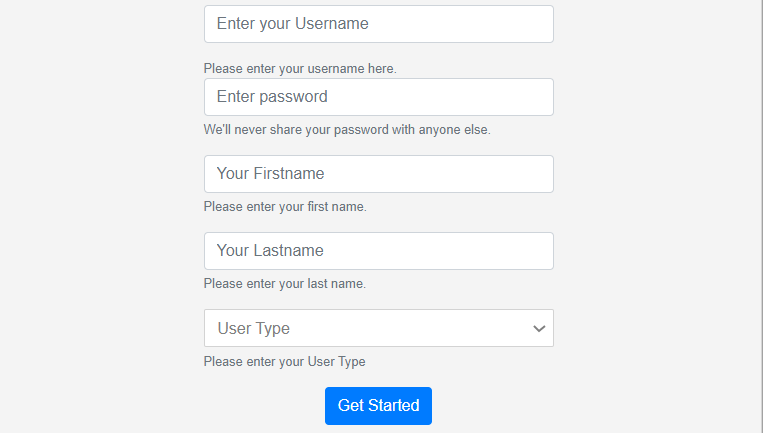 Enter your Username
Please enter your username here.
Enter password
We'll never share your password with anyone else.
Your Firstname
Please enter your first name.
Your Lastname
Please enter your last name.
User Type
Please enter your User Type
Get Started